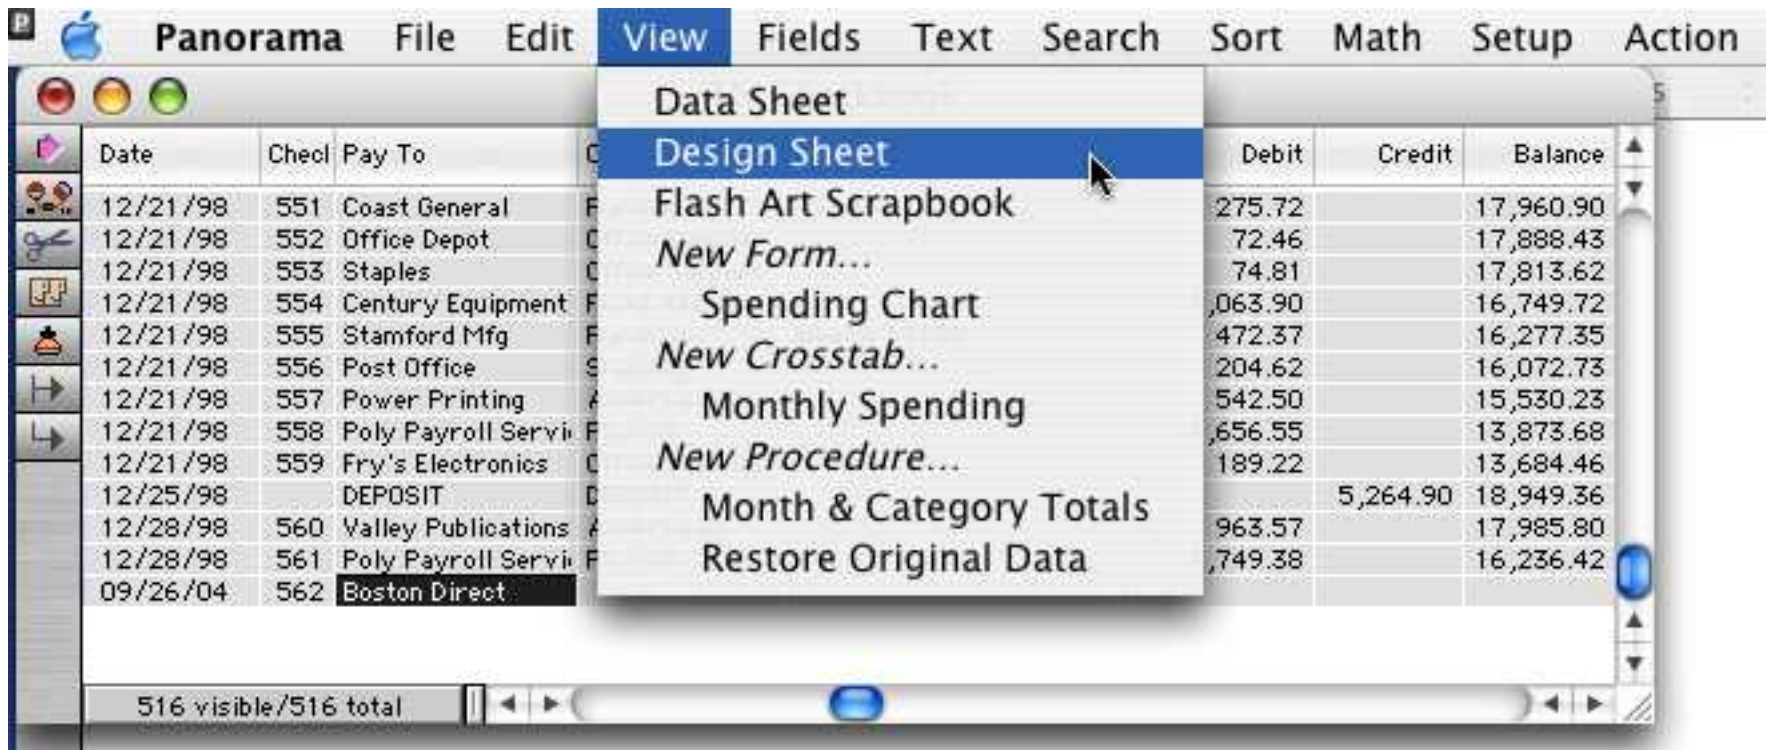 P Panorama File Edit View Fields Text Search Sort Math Setup Action
Data Sheet
Design Sheet
Flash Art Scrapbook
New Form...
Spending Chart
New Crosstab...
Monthly Spending
New Procedure...
Month & Category Totals
Restore Original Data
Date Checl Pay To C Debit Credit Balance
12/21/98 551 Coast General F 275.72 17,960.90
12/21/98 552 Office Depot 72.46 17,888.43
12/21/98 553 Staples 74.81 17,813.62
12/21/98 554 Century Equipment F ,063.90 16,749.72
12/21/98 555 Stamford Mfg F 472.37 16,277.35
12/21/98 556 Post Office S 204.62 16,072.73
12/21/98 557 Power Printing A 542.50 15,530.23
12/21/98 558 Poly Payroll Servi F ,656.55 13,873.68
12/21/98 559 Fry's Electronics 189.22 13,684.46
12/25/98 DEPOSIT D 5,264.90 18,949.36
12/28/98 560 Valley Publications A 963.57 17,985.80
12/28/98 561 Poly Payroll Servi F ,749.38 16,236.42
09/26/04 562 Boston Direct
516 visible/516 total